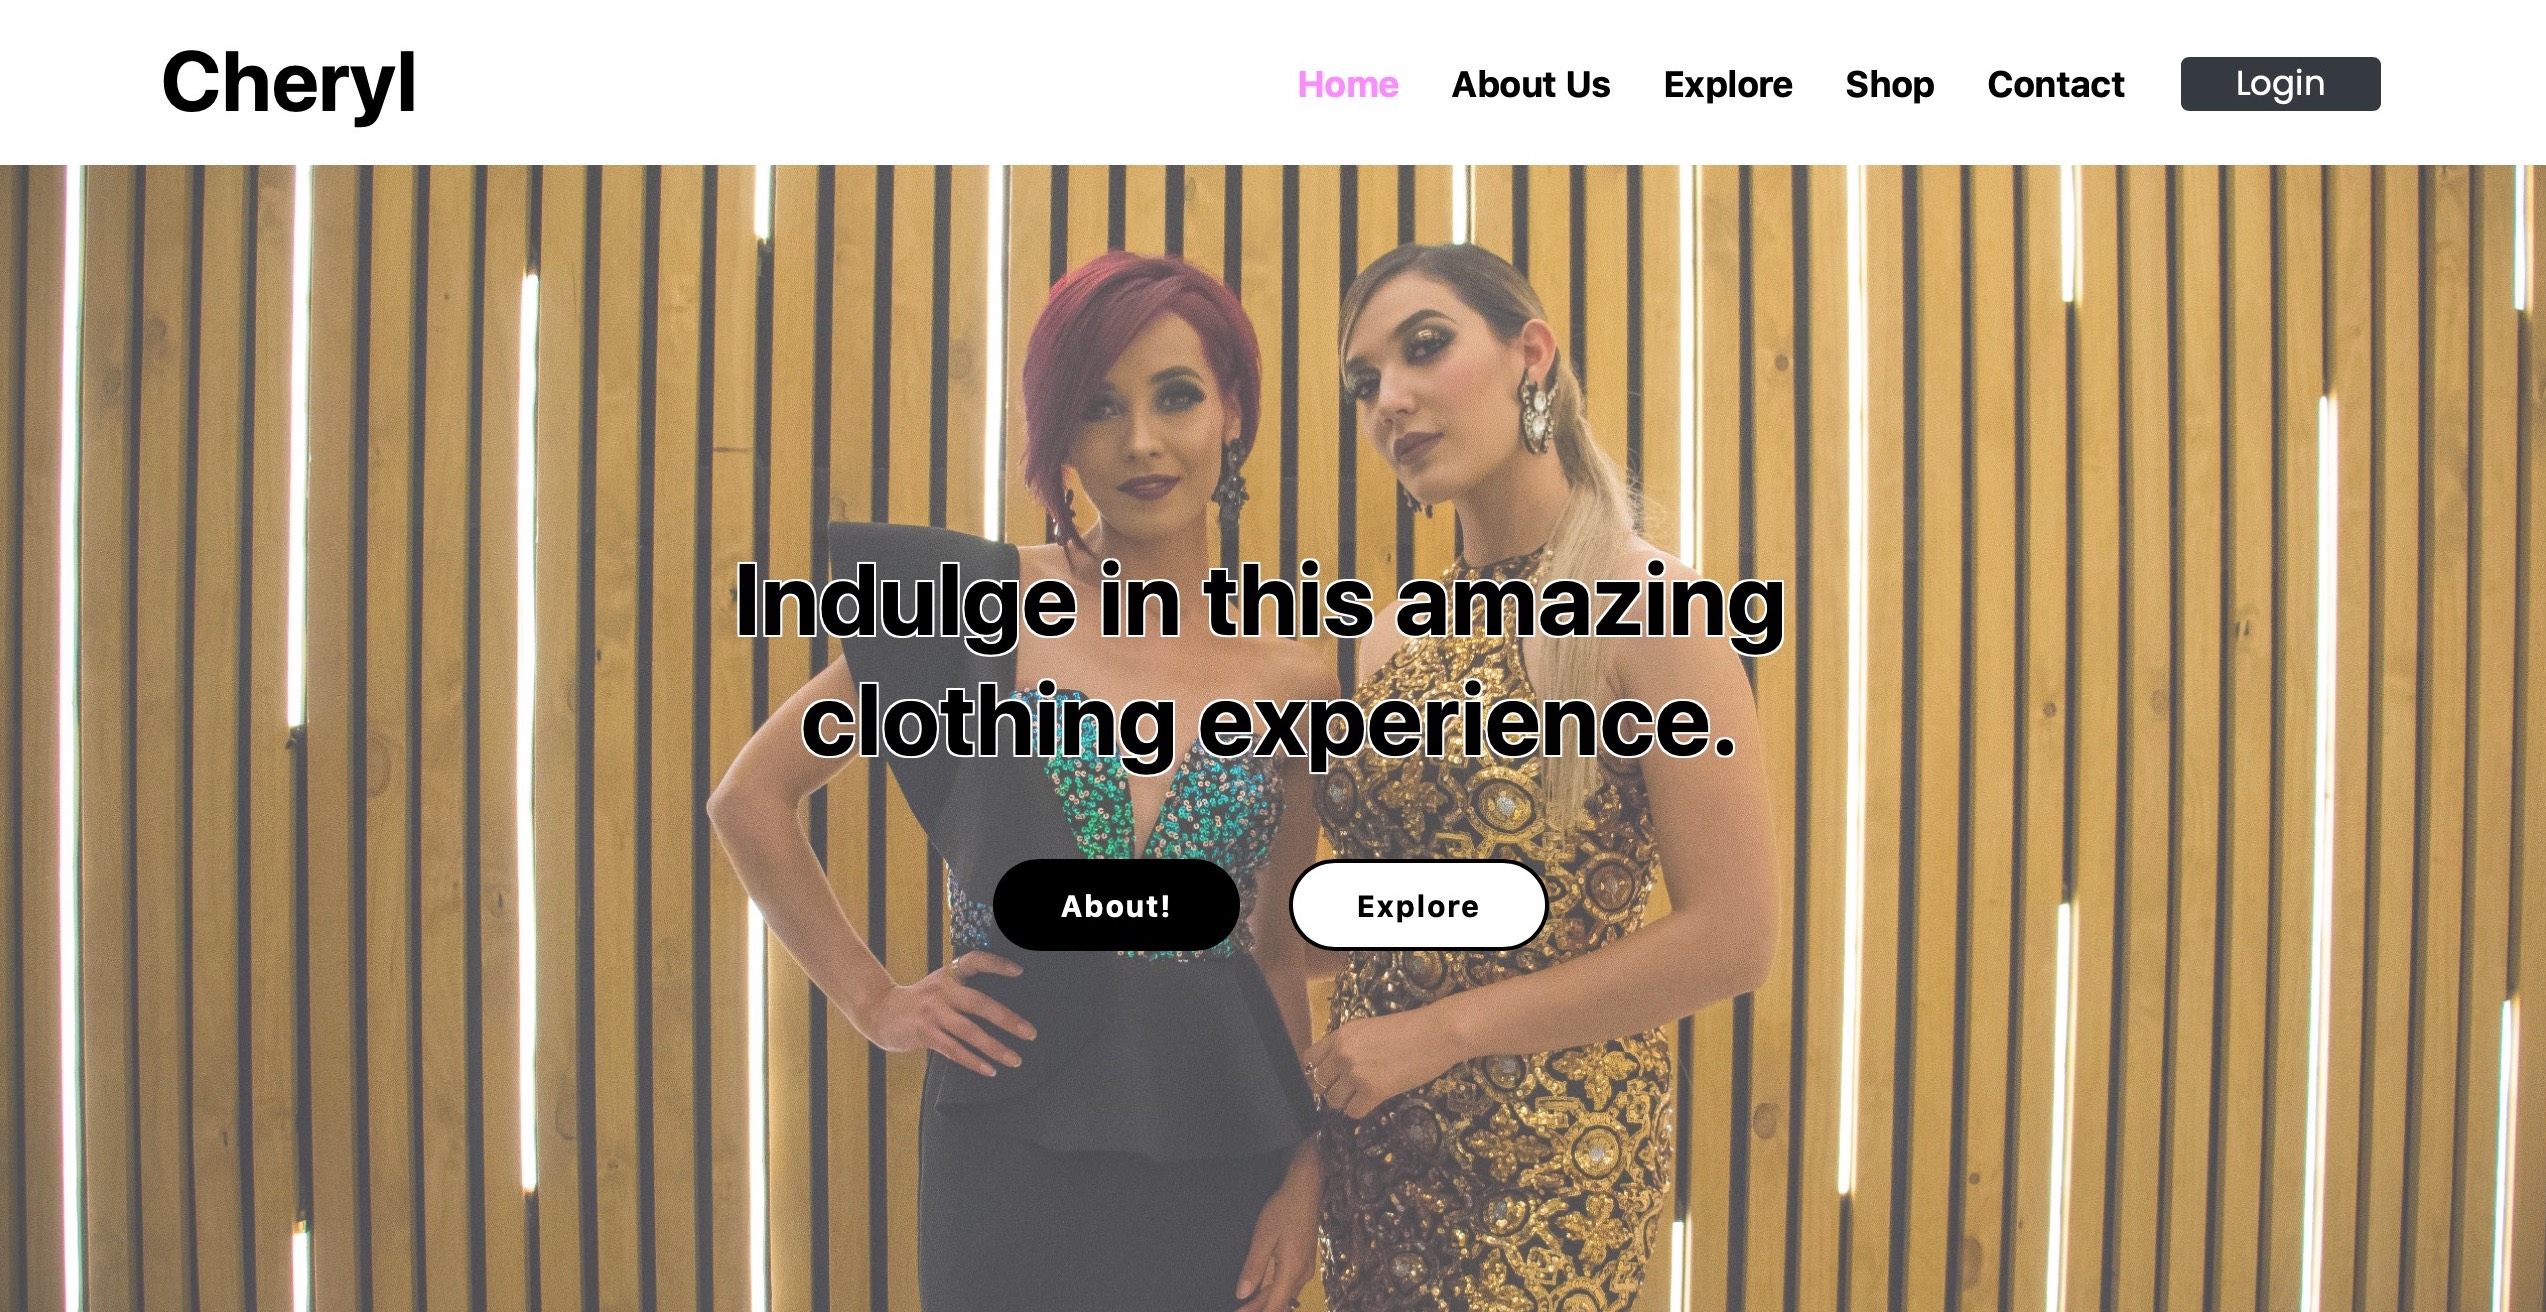 Cheryl
Home About Us Explore Shop Contact Login
Indulge in this amazing
clothing experience.
About! Explore